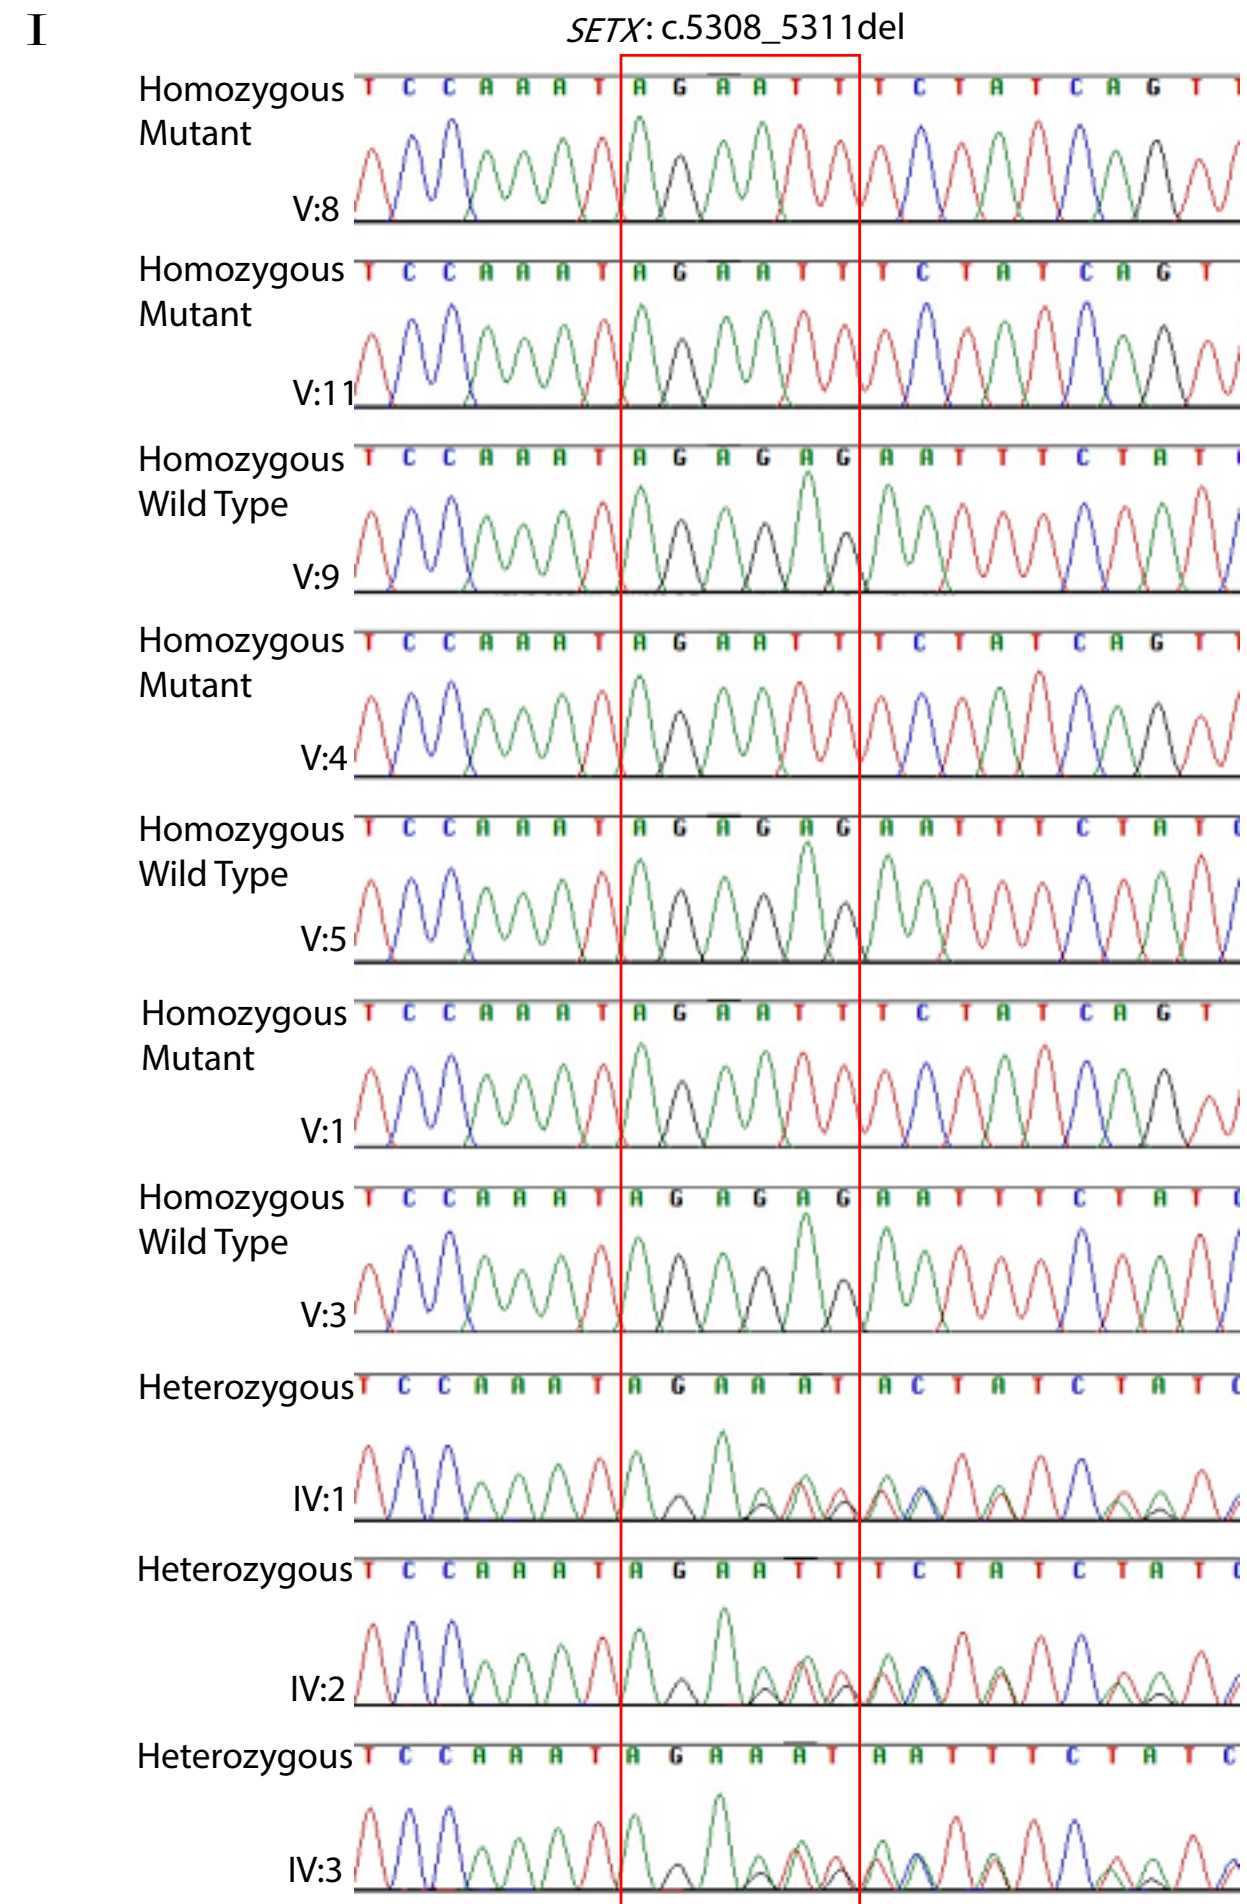 I
SETX: c.5308_5311del
Homozygous Mutant
T C C A A A T A G A A T T T C T A T C A G T T
V:8
Homozygous Mutant
T C C A A A T A G A A T T T C T A T C A G T
V:11
Homozygous Wild Type
T C C A A A T A G A G A G A A T T T C T A T C
V:9
Homozygous Mutant
T C C A A A T A G A A T T T C T A T C A G T T
V:4
Homozygous Wild Type
T C C A A A T A G A G A G A A T T T C T A T C
V:5
Homozygous Mutant
T C C A A A T A G A A T T T C T A T C A G T
V:1
Homozygous Wild Type
T C C A A A T A G A G A G A A T T T C T A T C
V:3
Heterozygous
T C C A A A T A G A A A T A C T A T C T A T C
IV:1
Heterozygous
T C C A A A T A G A A T T T C T A T C T A T C
IV:2
Heterozygous
T C C A A A T A G A A A T A A T T T C T A T C
IV:3